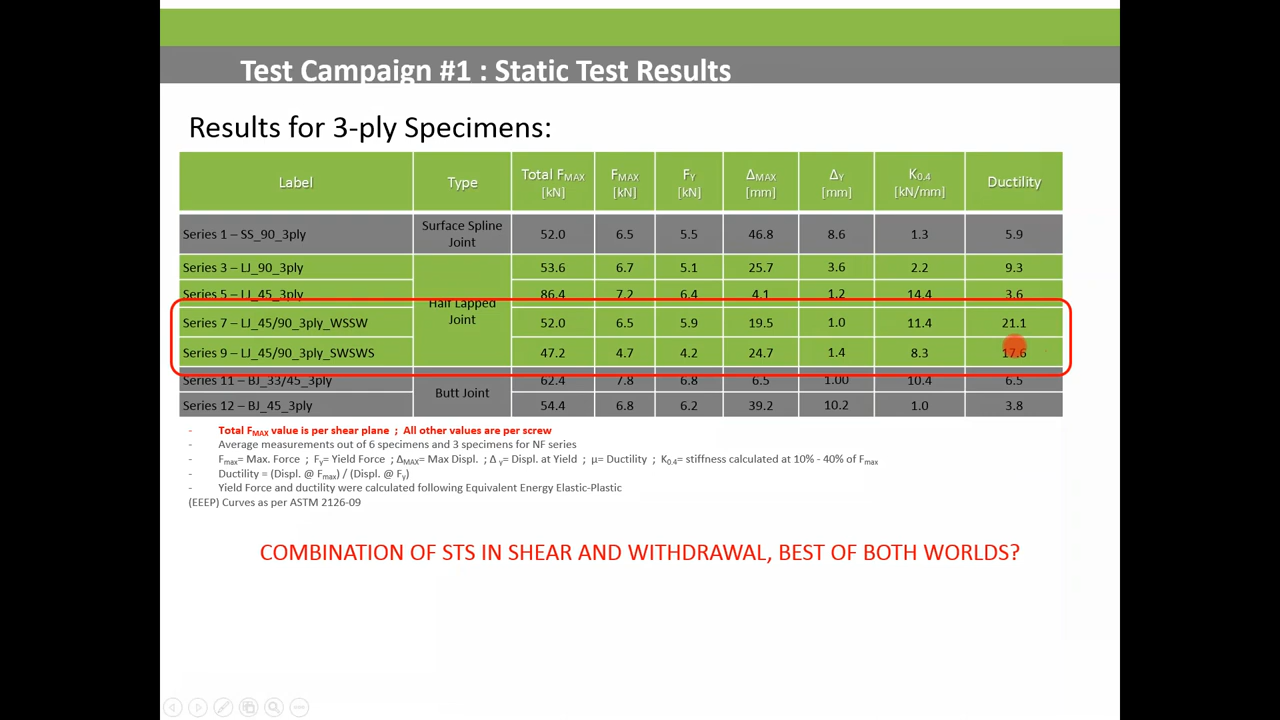 Test Campaign #1 : Static Test Results
Results for 3-ply Specimens:
Label Type Total FMAX [kN] FMAX [kN] FY [kN] ΔMAX [mm] ΔY [mm] K0.4 [kN/mm] Ductility
Series 1 – SS_90_3ply Surface Spline Joint 52.0 6.5 5.5 46.8 8.6 1.3 5.9
Series 3 – LJ_90_3ply Half Lapped Joint 53.6 6.7 5.1 25.7 3.6 2.2 9.3
Series 5 – LJ_45_3ply 86.4 7.2 6.4 4.1 1.2 14.4 3.6
Series 7 – LJ_45/90_3ply_WSSW 52.0 6.5 5.9 19.5 1.0 11.4 21.1
Series 9 – LJ_45/90_3ply_SWSWS 47.2 4.7 4.2 24.7 1.4 8.3 17.6
Series 11 – BJ_33/45_3ply Butt Joint 62.4 7.8 6.8 6.5 1.00 10.4 6.5
Series 12 – BJ_45_3ply 54.4 6.8 6.2 39.2 10.2 1.0 3.8
- Total FMAX value is per shear plane ; All other values are per screw
- Average measurements out of 6 specimens and 3 specimens for NF series
- Fmax= Max. Force ; Fy= Yield Force ; ΔMAX= Max Displ. ; Δ y= Displ. at Yield ; μ= Ductility ; K0.4= stiffness calculated at 10% - 40% of Fmax
- Ductility = (Displ. @ Fmax) / (Displ. @ Fy)
- Yield Force and ductility were calculated following Equivalent Energy Elastic-Plastic
(EEEP) Curves as per ASTM 2126-09
COMBINATION OF STS IN SHEAR AND WITHDRAWAL, BEST OF BOTH WORLDS?